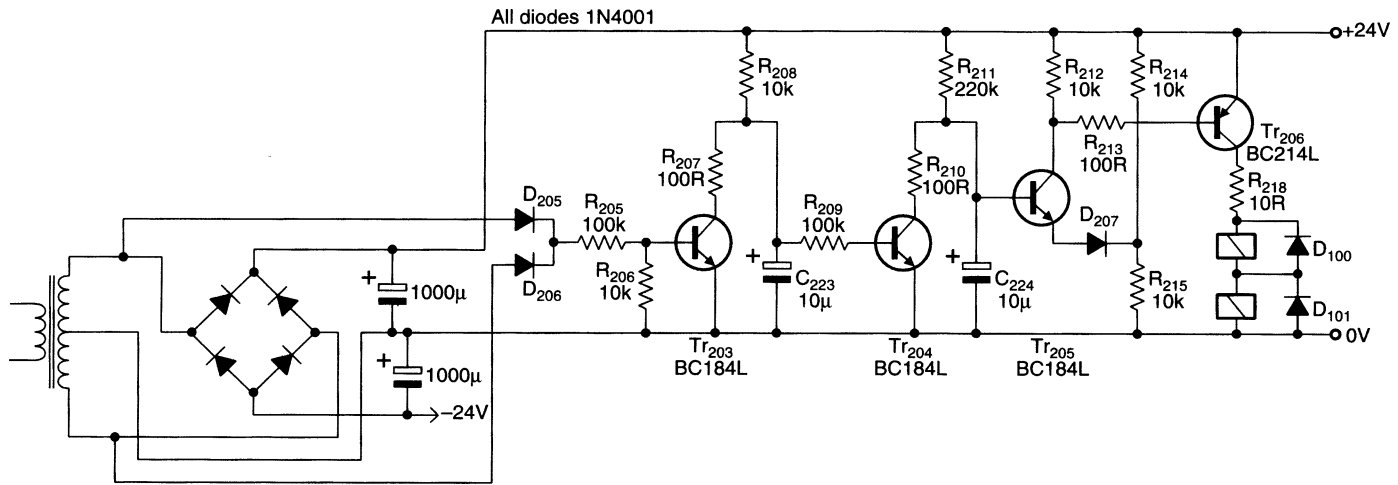 All diodes 1N4001
+24V
R208
10k
R211
220k
R212
10k
R214
10k
R213
100R
Tr206
BC214L
R207
100R
R210
100R
R218
10R
D205
R205
100k
R209
100k
D207
D100
D206
R206
10k
+
1000µ
+
C223
10µ
+
C224
10µ
R215
10k
D101
0V
+
1000µ
Tr203
BC184L
Tr204
BC184L
Tr205
BC184L
−24V